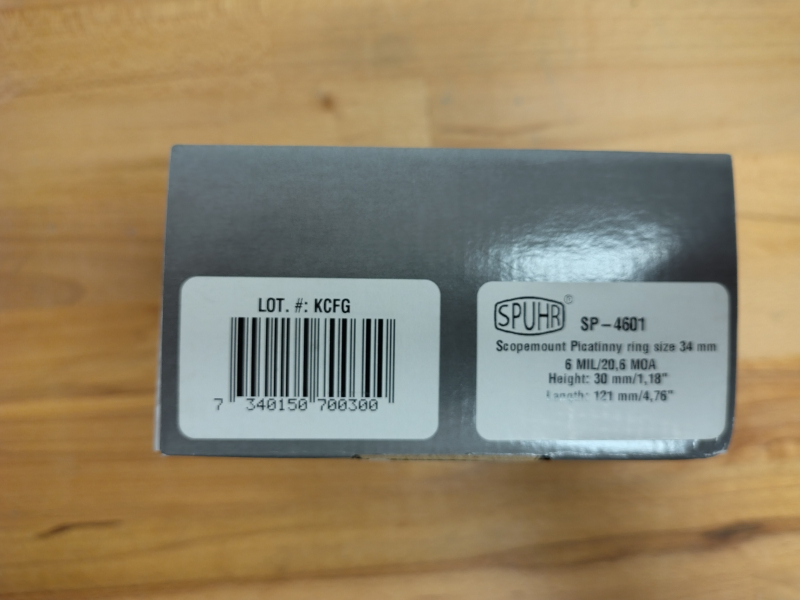 LOT. #: KCFG
7 340150 700300
SPUHR® SP-4601
Scopemount Picatinny ring size 34 mm
6 MIL/20,6 MOA
Height: 30 mm/1,18"
Length: 121 mm/4,76"